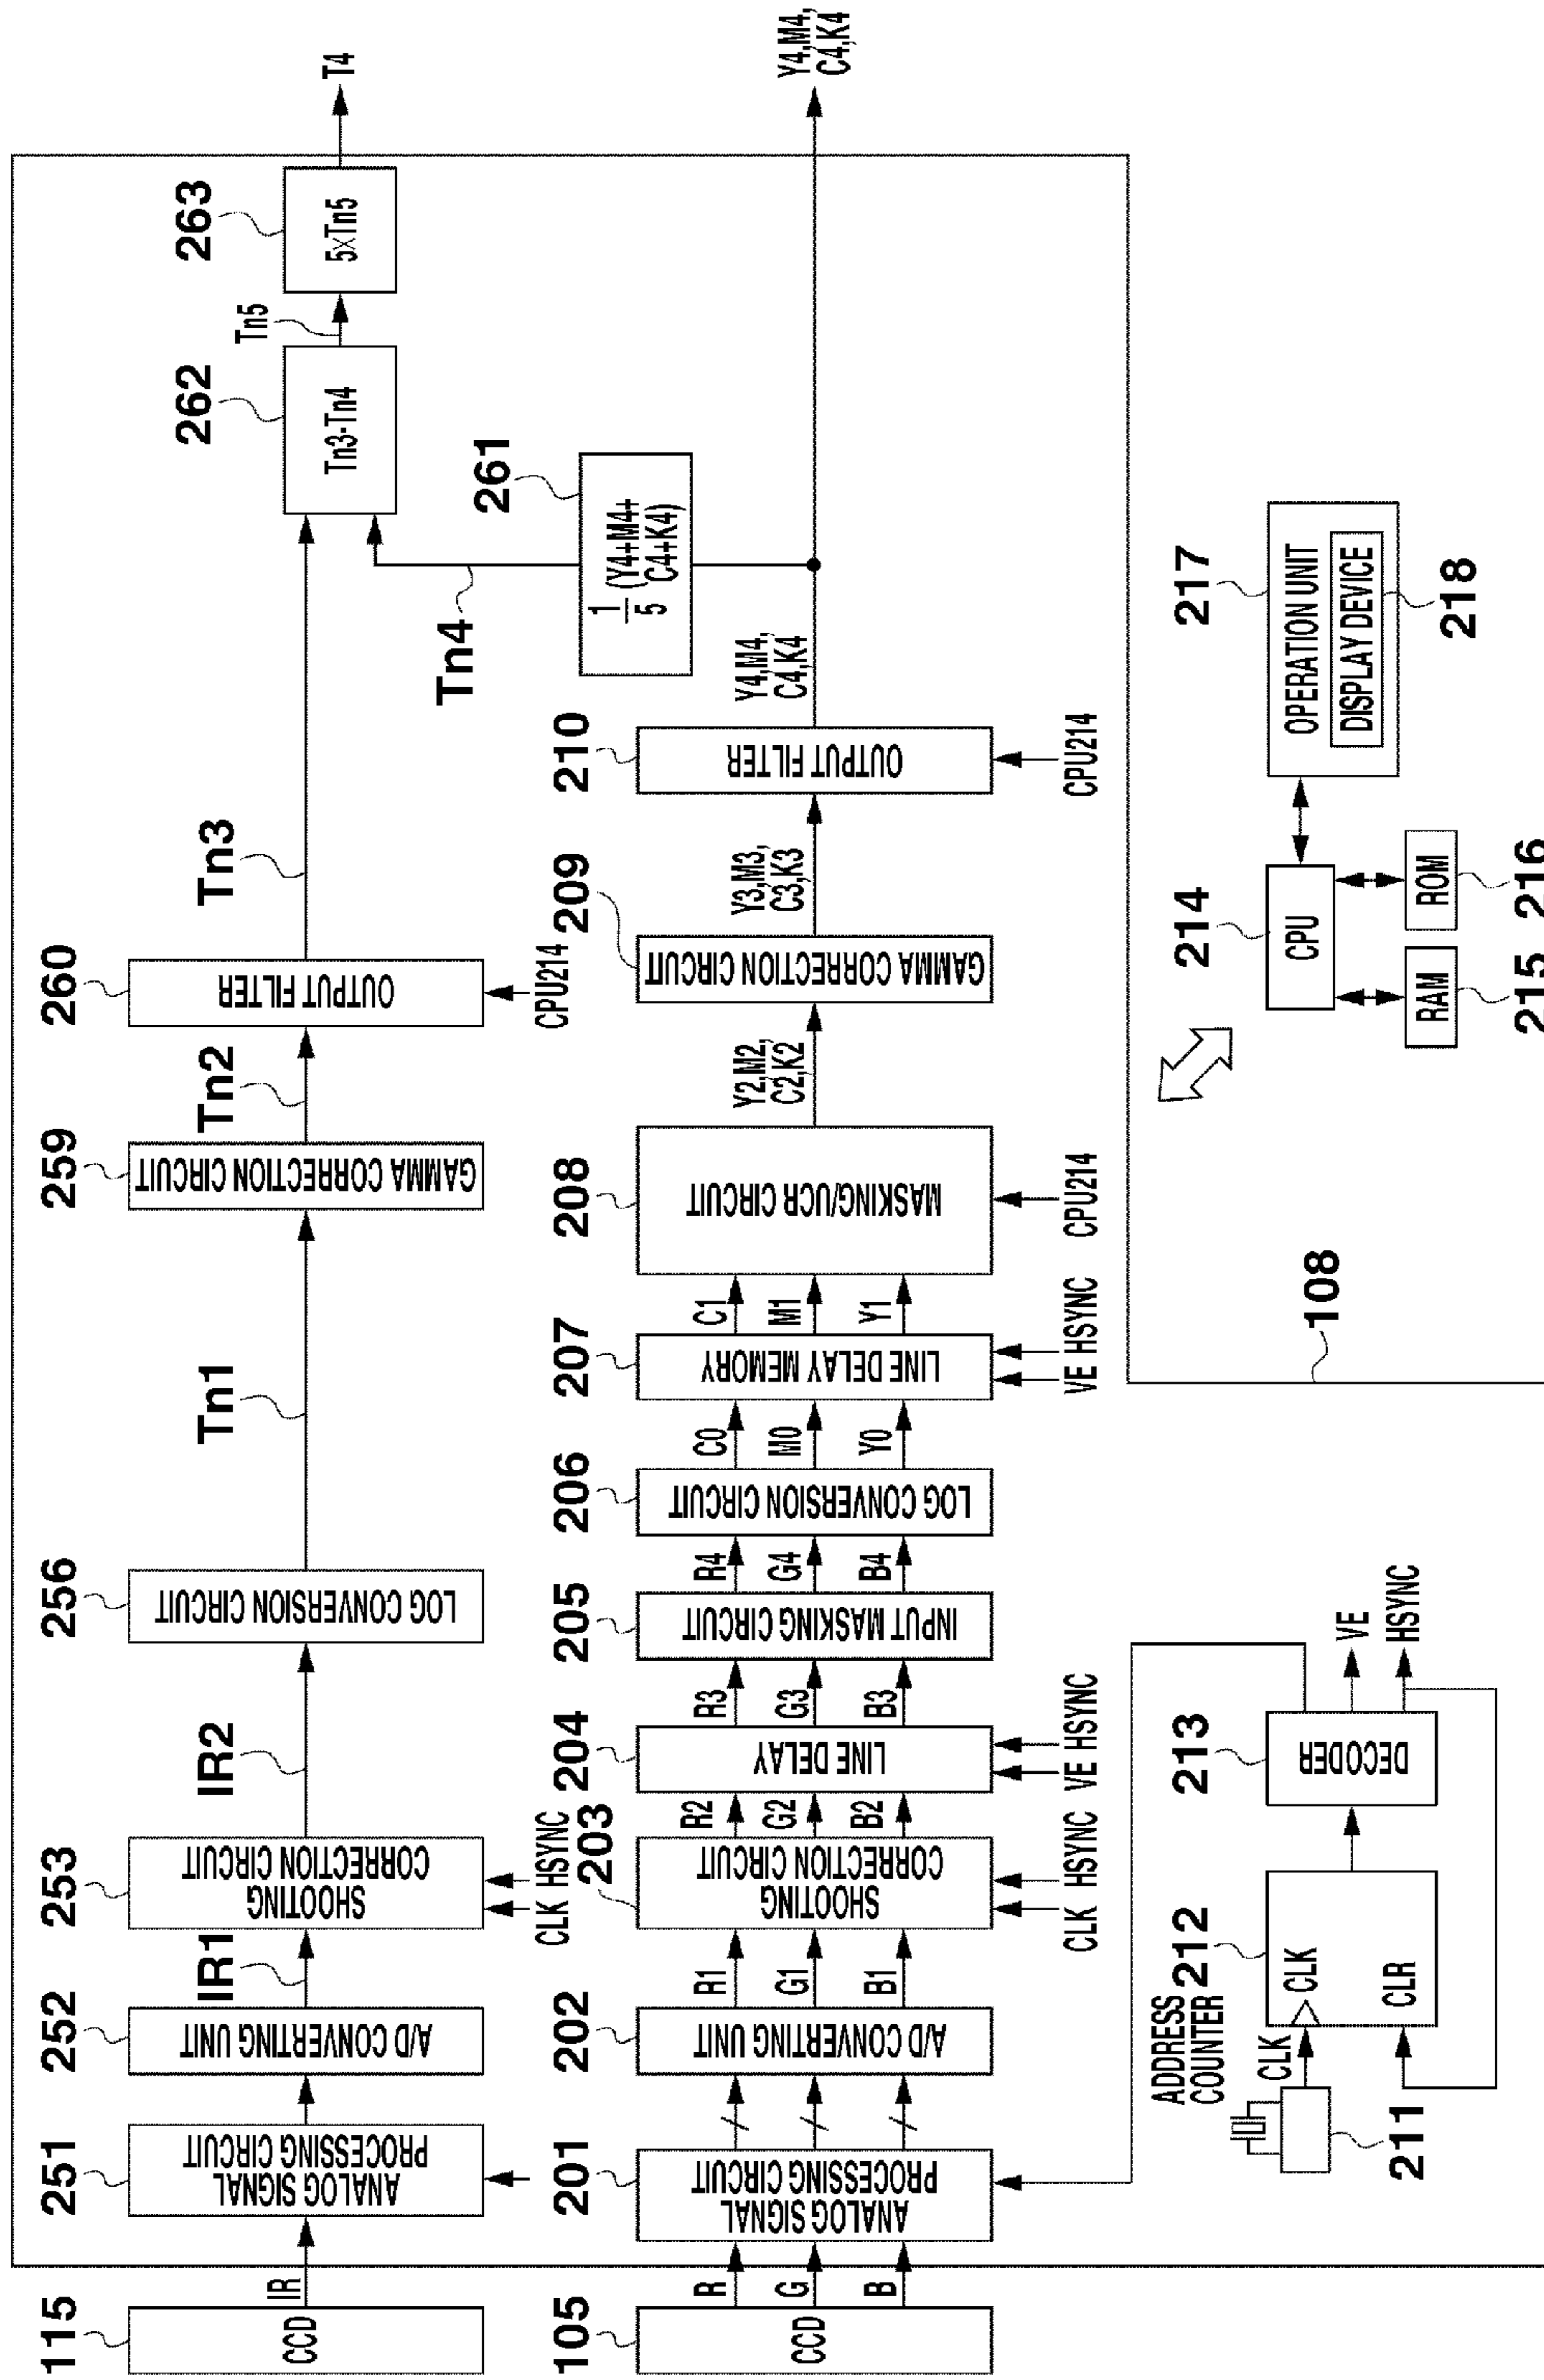 115
CCD
IR
251
ANALOG SIGNAL
PROCESSING CIRCUIT
252
A/D CONVERTING UNIT
IR1
253
SHOOTING
CORRECTION CIRCUIT
CLK HSYNC
IR2
256
LOG CONVERSION CIRCUIT
Tn1
259
GAMMA CORRECTION CIRCUIT
Tn2
260
OUTPUT FILTER
CPU214
Tn3
262
Tn3-Tn4
Tn5
263
5×Tn5
T4
105
CCD
R
G
B
201
ANALOG SIGNAL
PROCESSING CIRCUIT
202
A/D CONVERTING UNIT
R1
G1
B1
203
SHOOTING
CORRECTION CIRCUIT
CLK HSYNC
R2
G2
B2
204
LINE DELAY
VE HSYNC
R3
G3
B3
205
INPUT MASKING CIRCUIT
R4
G4
B4
206
LOG CONVERSION CIRCUIT
C0
M0
Y0
207
LINE DELAY MEMORY
VE HSYNC
C1
M1
Y1
208
MASKING/UCR CIRCUIT
CPU214
Y2,M2,
C2,K2
209
GAMMA CORRECTION CIRCUIT
Y3,M3,
C3,K3
210
OUTPUT FILTER
CPU214
Y4,M4,
C4,K4
Tn4
261
1/5 (Y4+M4+
C4+K4)
Y4,M4,
C4,K4
211
CLK
ADDRESS
COUNTER
212
CLK
CLR
213
DECODER
VE
HSYNC
108
214
CPU
215
RAM
216
ROM
217
OPERATION UNIT
DISPLAY DEVICE
218